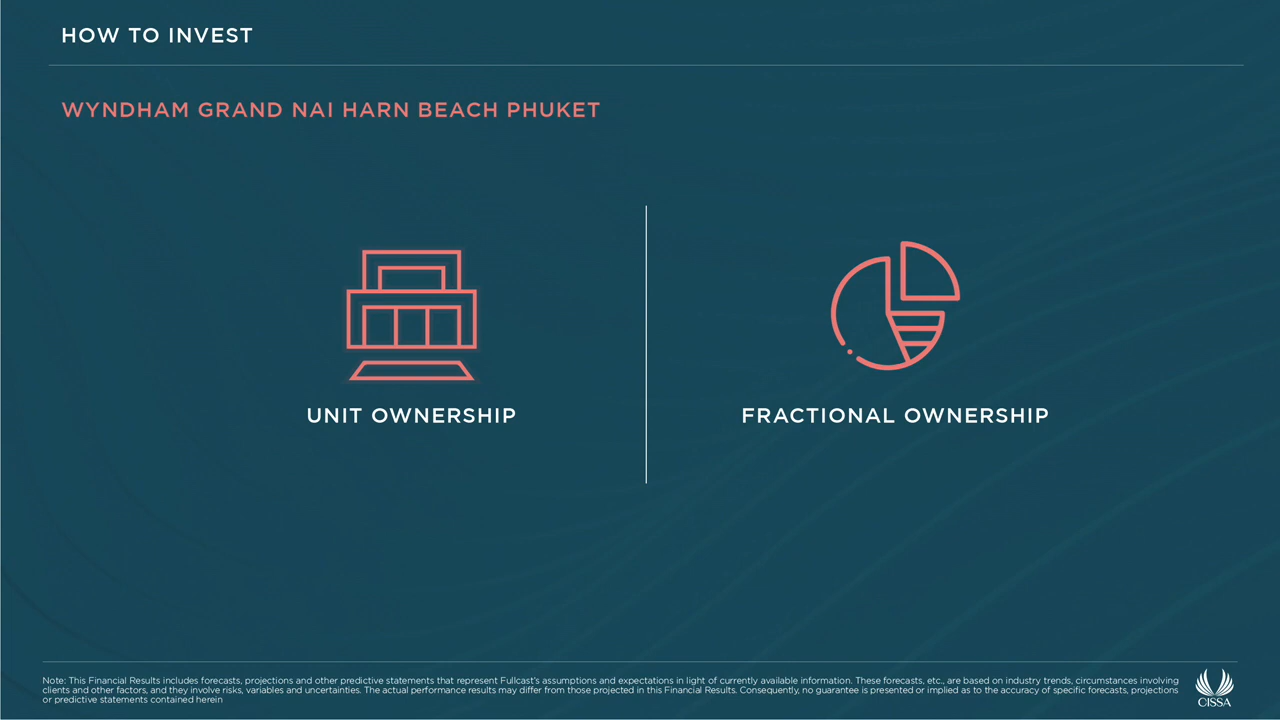 HOW TO INVEST
WYNDHAM GRAND NAI HARN BEACH PHUKET
UNIT OWNERSHIP
FRACTIONAL OWNERSHIP
Note: This Financial Results includes forecasts, projections and other predictive statements that represent Fullcast's assumptions and expectations in light of currently available information. These forecasts, etc., are based on industry trends, circumstances involving
clients and other factors, and they involve risks, variables and uncertainties. The actual performance results may differ from those projected in this Financial Results. Consequently, no guarantee is presented or implied as to the accuracy of specific forecasts, projections
or predictive statements contained herein
CISSA